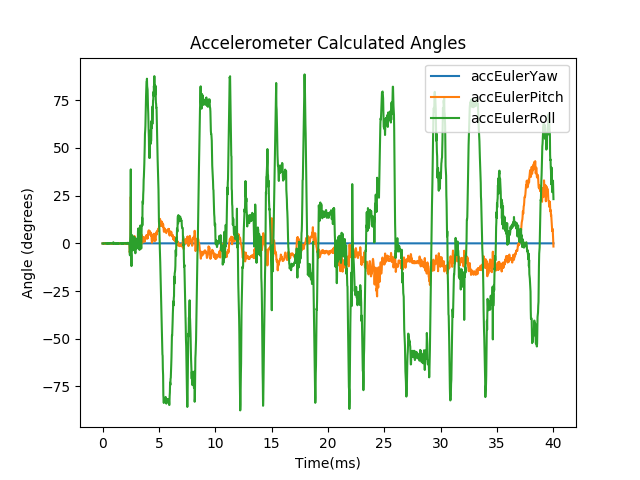 Accelerometer Calculated Angles
accEulerYaw
accEulerPitch
accEulerRoll
Angle (degrees)
75
50
25
0
−25
−50
−75
0 5 10 15 20 25 30 35 40
Time(ms)